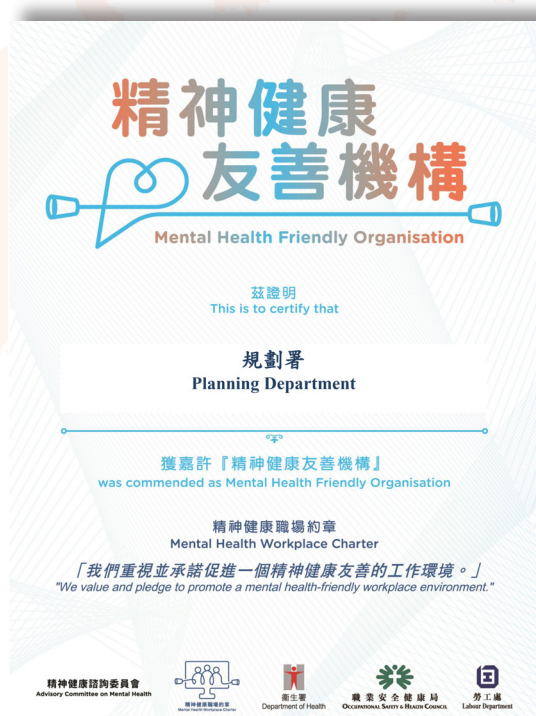 精神健康
友善機構
Mental Health Friendly Organisation
茲證明
This is to certify that
規劃署
Planning Department
獲嘉許『精神健康友善機構』
was commended as Mental Health Friendly Organisation
精神健康職場約章
Mental Health Workplace Charter
「我們重視並承諾促進一個精神健康友善的工作環境。」
"We value and pledge to promote a mental health-friendly workplace environment."
精神健康諮詢委員會
Advisory Committee on Mental Health
精神健康職場約章
Mental Health Workplace Charter
衞生署
Department of Health
職業安全健康局
Occupational Safety & Health Council
勞工處
Labour Department